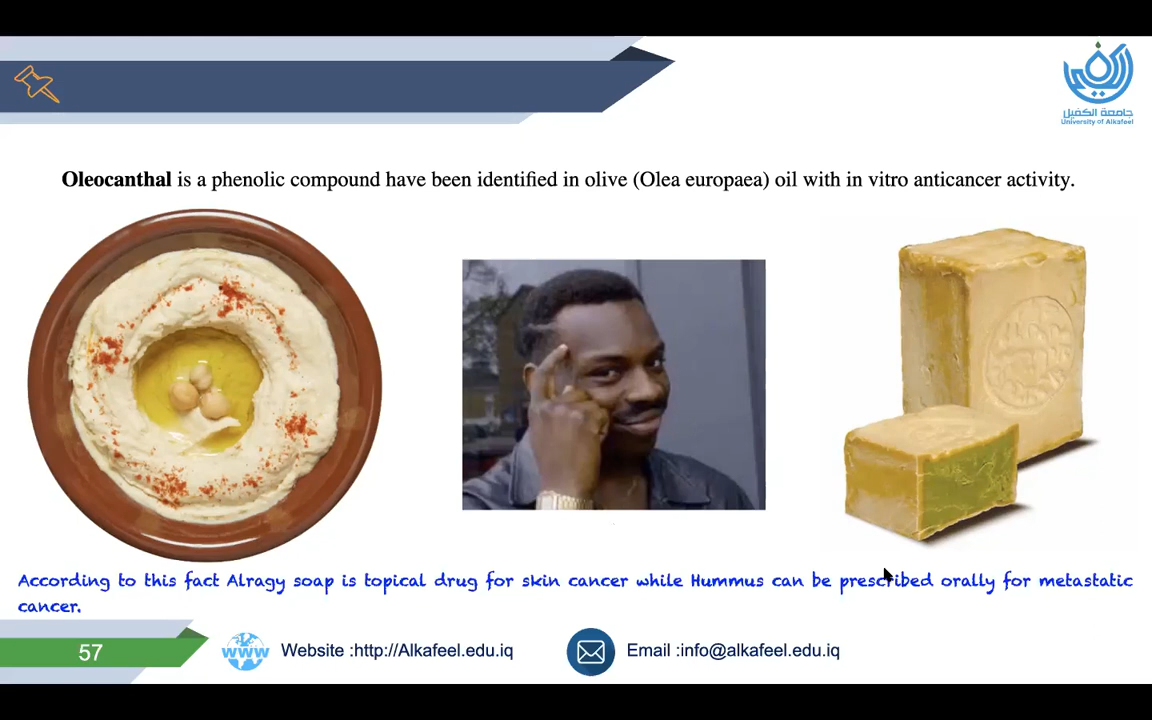 جامعة الكفيل
University of Alkafeel
Oleocanthal is a phenolic compound have been identified in olive (Olea europaea) oil with in vitro anticancer activity.
According to this fact Alragy soap is topical drug for skin cancer while Hummus can be prescribed orally for metastatic
cancer.
57
www
Website :http://Alkafeel.edu.iq
Email :info@alkafeel.edu.iq